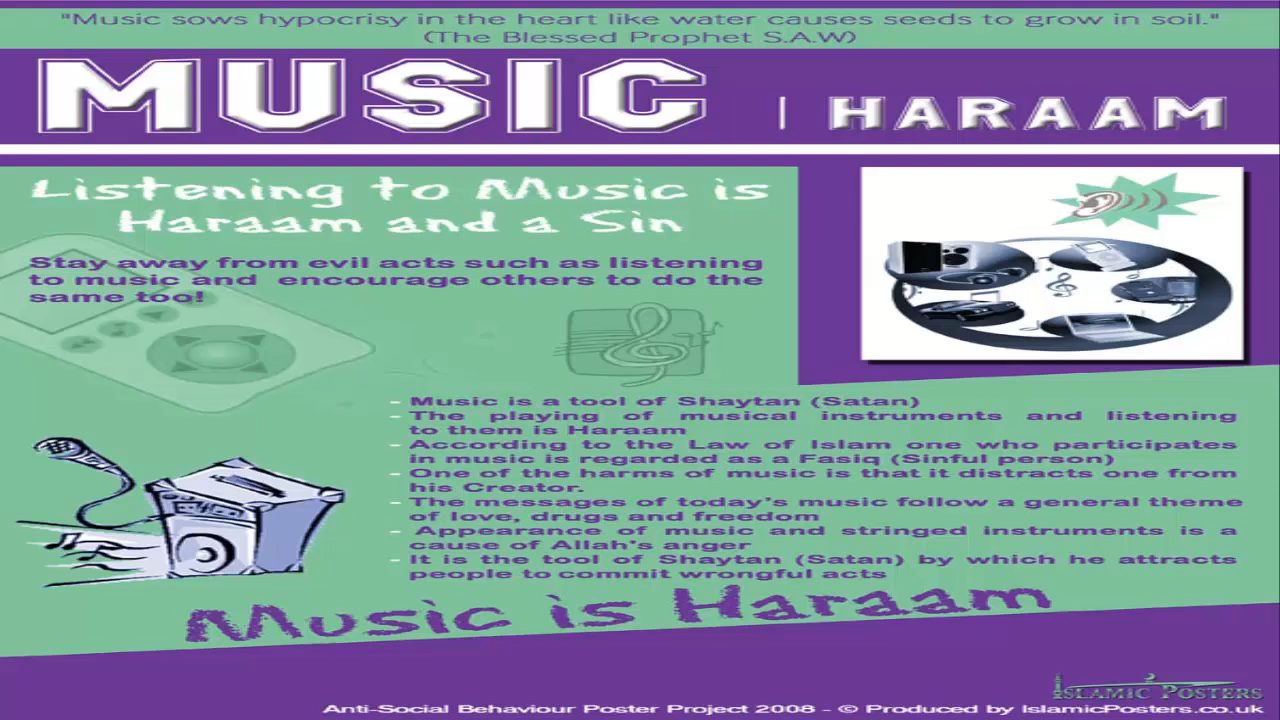 "Music sows hypocrisy in the heart like water causes seeds to grow in soil."
(The Blessed Prophet S.A.W)
MUSIC | HARAAM
Listening to Music is
Haraam and a Sin
Stay away from evil acts such as listening
to music and encourage others to do the
same too!
- Music is a tool of Shaytan (Satan)
- The playing of musical instruments and listening
to them is Haraam
- According to the Law of Islam one who participates
in music is regarded as a Fasiq (Sinful person)
- One of the harms of music is that it distracts one from
his Creator.
- The messages of today's music follow a general theme
of love, drugs and freedom
- Appearance of music and stringed instruments is a
cause of Allah's anger
- It is the tool of Shaytan (Satan) by which he attracts
people to commit wrongful acts
Music is Haraam
Islamic Posters
Anti-Social Behaviour Poster Project 2008 - © Produced by IslamicPosters.co.uk